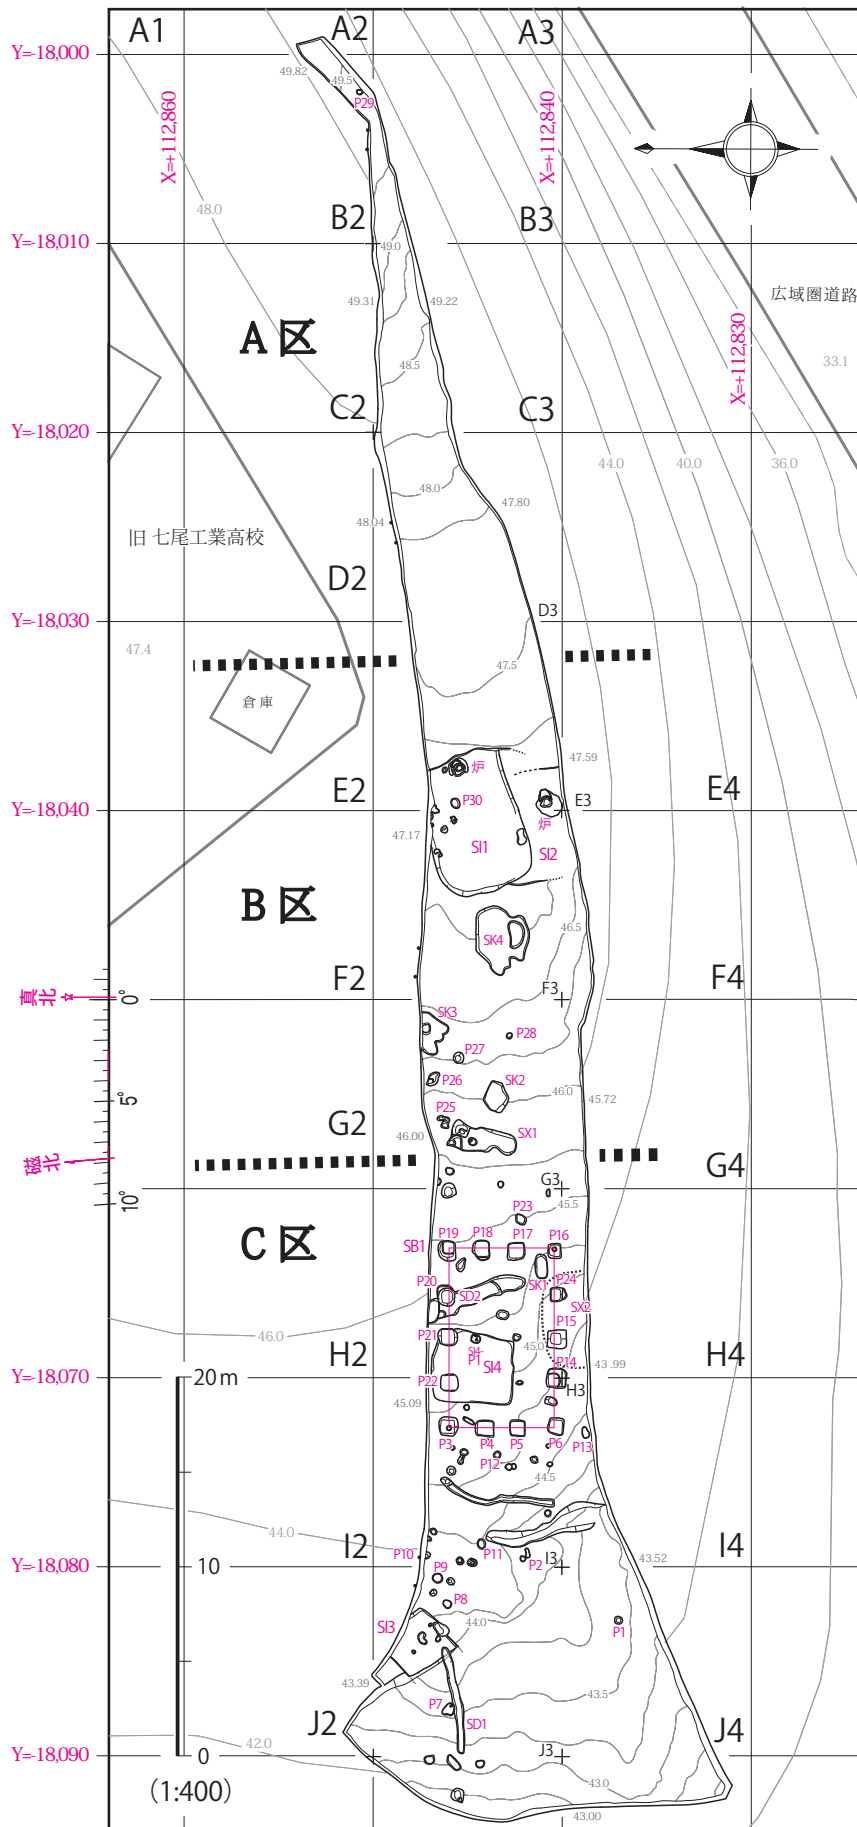 A1
A2
A3
Y=-18,000
49.82
49.5
P29
X=+112,860
X=+112,840
48.0
B2
B3
Y=-18,010
49.0
広域圏道路
49.31
49.22
A区
X=+112,830
33.1
48.5
C2
C3
Y=-18,020
44.0
40.0
36.0
48.0
47.80
48.04
旧 七尾工業高校
D2
D3
Y=-18,030
47.4
47.5
倉庫
47.59
炉
E2
P30
E3
E4
Y=-18,040
47.17
炉
SI1
SI2
B区
46.5
SK4
F2
F3
F4
真北
0°
SK3
P28
P27
P26
SK2
46.0
45.72
5°
P25
G2
46.00
SX1
磁北
G3
G4
10°
45.5
P23
C区
SB1
P19
P18
P17
P16
P20
SK1
P24
SD2
SX2
46.0
P21
P15
45.0
H2
SI4-P1
SI4
P14
43.99
H4
Y=-18,070
20m
P22
H3
45.09
P3
P4
P5
P6
P13
P12
44.5
44.0
43.52
I2
P10
P11
P2
I3
I4
Y=-18,080
10
P9
P8
44.0
P1
SI3
43.39
43.5
P7
J2
SD1
J4
42.0
J3
Y=-18,090
0
43.0
(1:400)
43.00